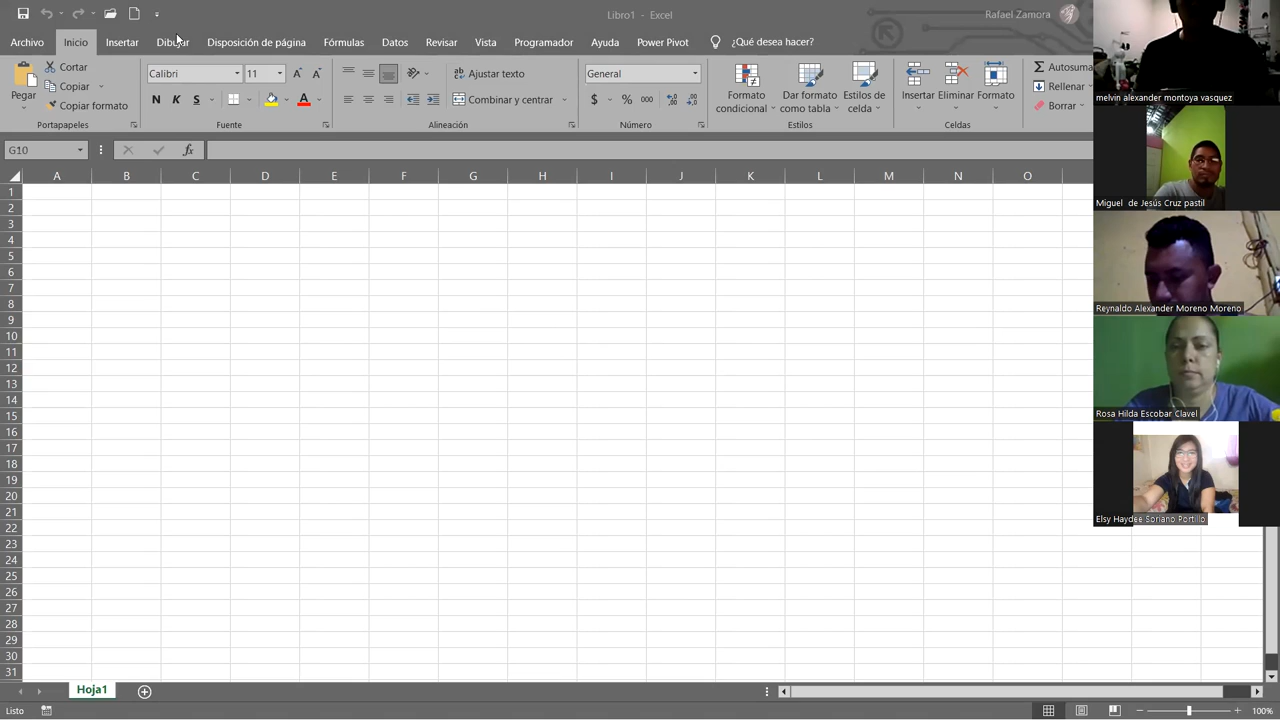 Libro1 - Excel
Rafael Zamora
Archivo Inicio Insertar Dibujar Disposición de página Fórmulas Datos Revisar Vista Programador Ayuda Power Pivot ¿Qué desea hacer?
Pegar
Cortar
Copiar
Copiar formato
Portapapeles
Calibri 11
N K S
Fuente
Ajustar texto
Combinar y centrar
Alineación
General
$ % 000
Número
Formato condicional
Dar formato como tabla
Estilos de celda
Estilos
Insertar Eliminar Formato
Celdas
Autosuma
Rellenar
Borrar
G10
fx
A B C D E F G H I J K L M N O
1
2
3
4
5
6
7
8
9
10
11
12
13
14
15
16
17
18
19
20
21
22
23
24
25
26
27
28
29
30
31
melvin alexander montoya vasquez
Miguel de Jesús Cruz pastil
Reynaldo Alexander Moreno Moreno
Rosa Hilda Escobar Clavel
Elsy Haydee Soriano Portillo
Hoja1
Listo
100%